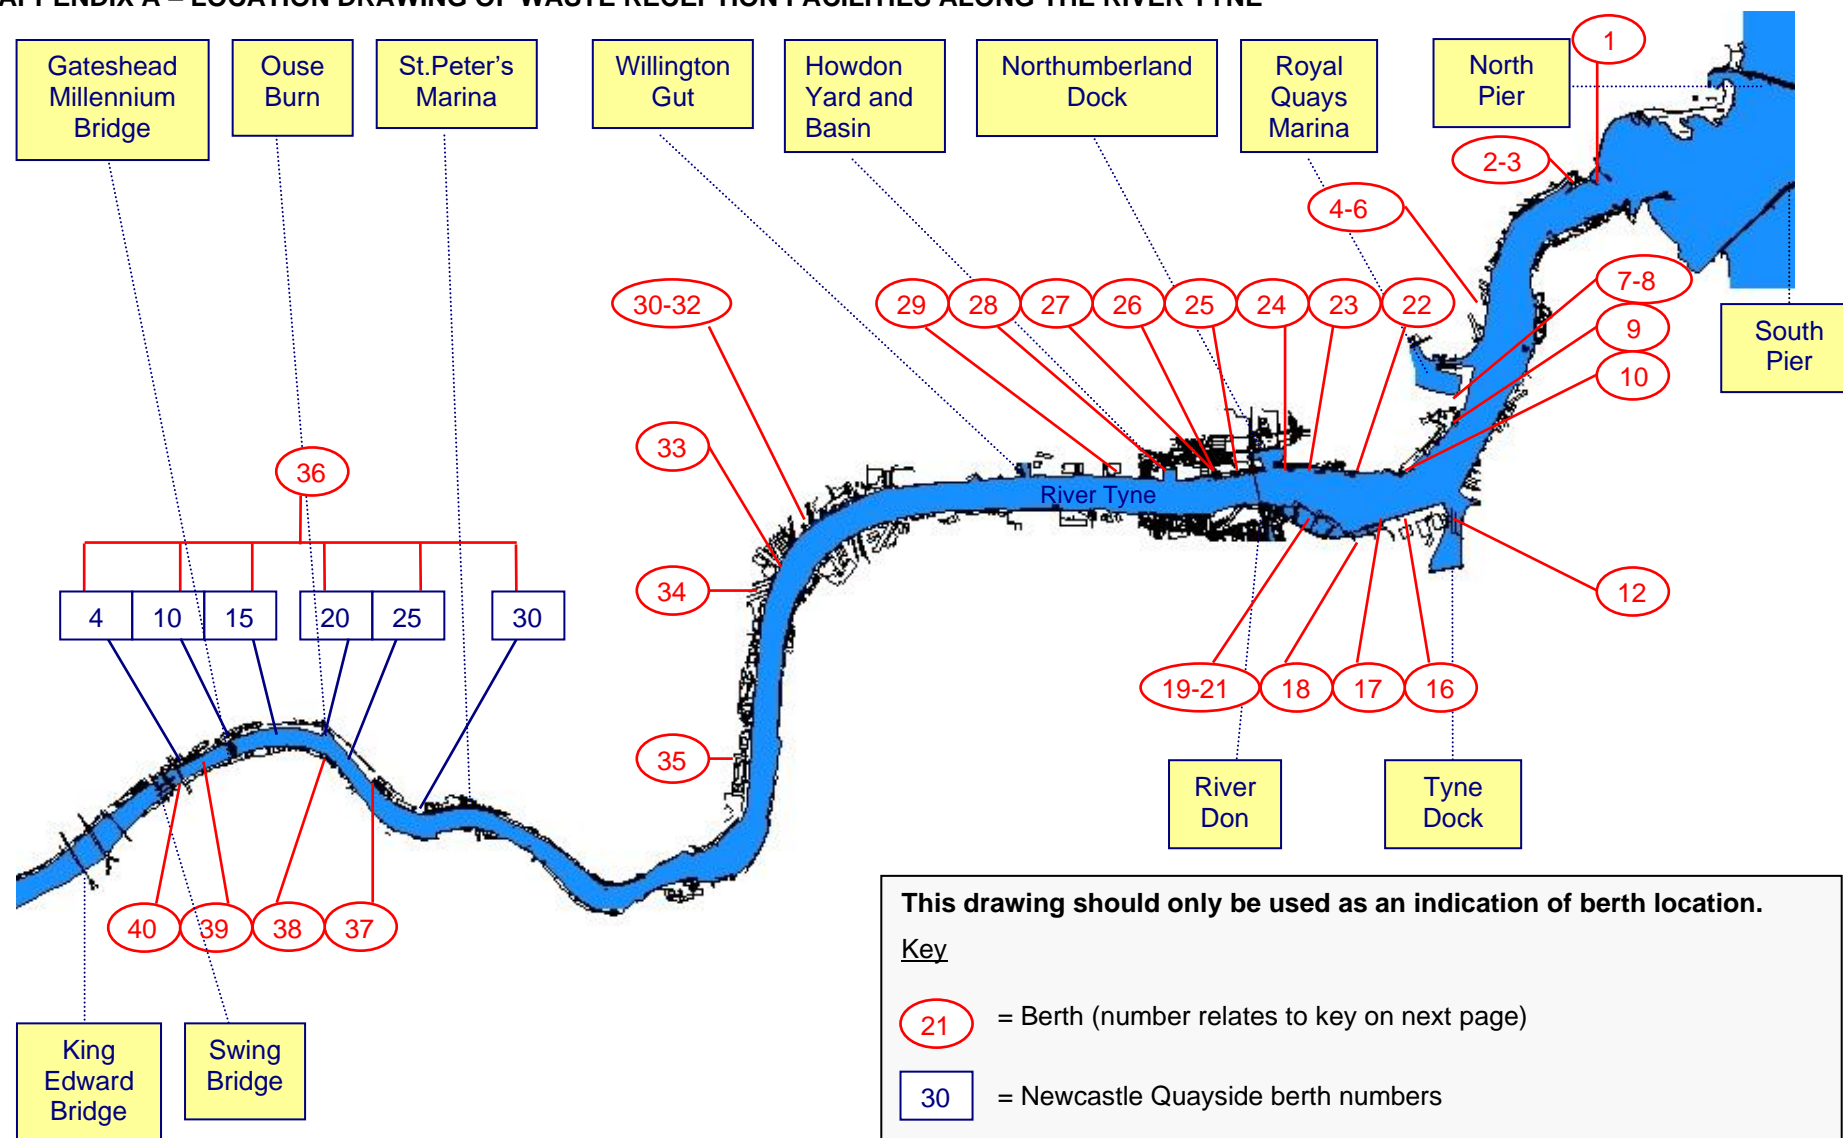 APPENDIX A – LOCATION DRAWING OF WASTE RECEPTION FACILITIES ALONG THE RIVER TYNE
Gateshead
Millennium
Bridge
Ouse
Burn
St.Peter's
Marina
Willington
Gut
Howdon
Yard and
Basin
Northumberland
Dock
Royal
Quays
Marina
North
Pier
1
2-3
4-6
7-8
9
10
South
Pier
30-32
29
28
27
26
25
24
23
22
33
34
35
36
4
10
15
20
25
30
River Tyne
12
19-21
18
17
16
River
Don
Tyne
Dock
40
39
38
37
King
Edward
Bridge
Swing
Bridge
This drawing should only be used as an indication of berth location.
Key
21 = Berth (number relates to key on next page)
30 = Newcastle Quayside berth numbers